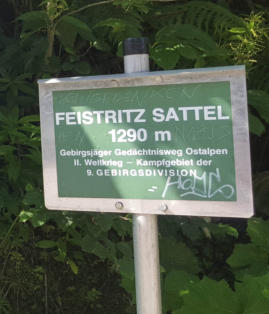 FEISTRITZ SATTEL
1290 m
Gebirgsjäger Gedächtnisweg Ostalpen
II. Weltkrieg – Kampfgebiet der
9. GEBIRGSDIVISION